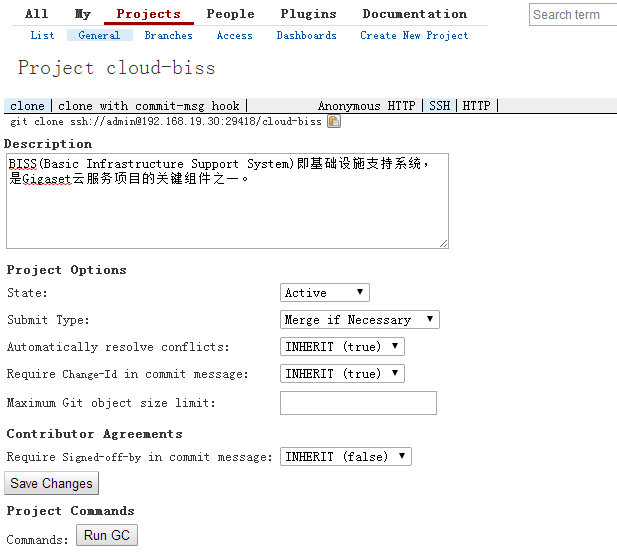 All My Projects People Plugins Documentation Search term
List General Branches Access Dashboards Create New Project
Project cloud-biss
clone clone with commit-msg hook Anonymous HTTP SSH HTTP
git clone ssh://admin@192.168.19.30:29418/cloud-biss
Description
BISS(Basic Infrastructure Support System)即基础设施支持系统，
是Gigaset云服务项目的关键组件之一。
Project Options
State: Active
Submit Type: Merge if Necessary
Automatically resolve conflicts: INHERIT (true)
Require Change-Id in commit message: INHERIT (true)
Maximum Git object size limit:
Contributor Agreements
Require Signed-off-by in commit message: INHERIT (false)
Save Changes
Project Commands
Commands: Run GC